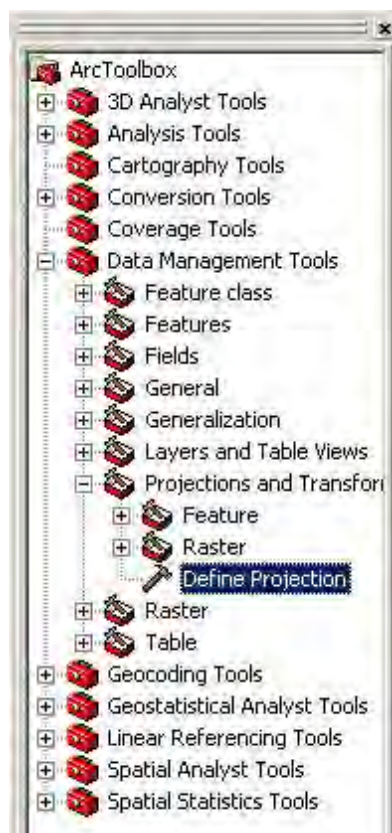 ArcToolbox
3D Analyst Tools
Analysis Tools
Cartography Tools
Conversion Tools
Coverage Tools
Data Management Tools
Feature class
Features
Fields
General
Generalization
Layers and Table Views
Projections and Transfor
Feature
Raster
Define Projection
Raster
Table
Geocoding Tools
Geostatistical Analyst Tools
Linear Referencing Tools
Spatial Analyst Tools
Spatial Statistics Tools